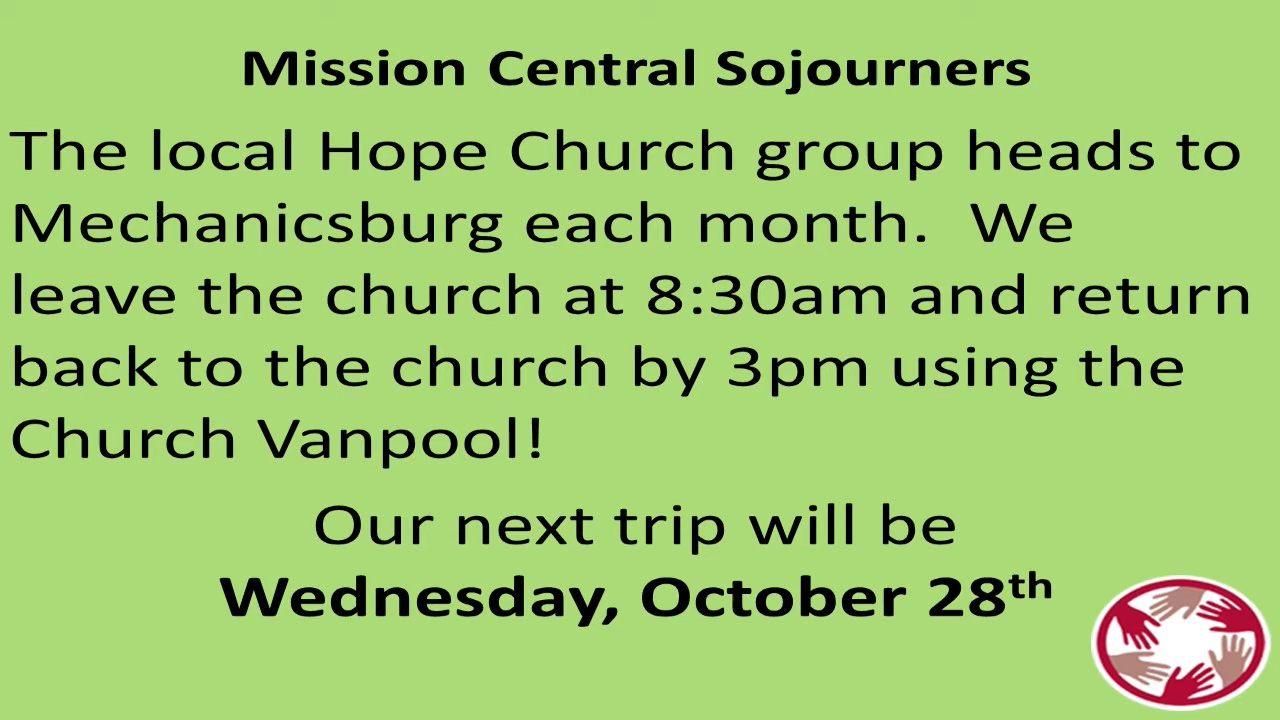 Mission Central Sojourners
The local Hope Church group heads to
Mechanicsburg each month.  We
leave the church at 8:30am and return
back to the church by 3pm using the
Church Vanpool!
Our next trip will be
Wednesday, October 28th